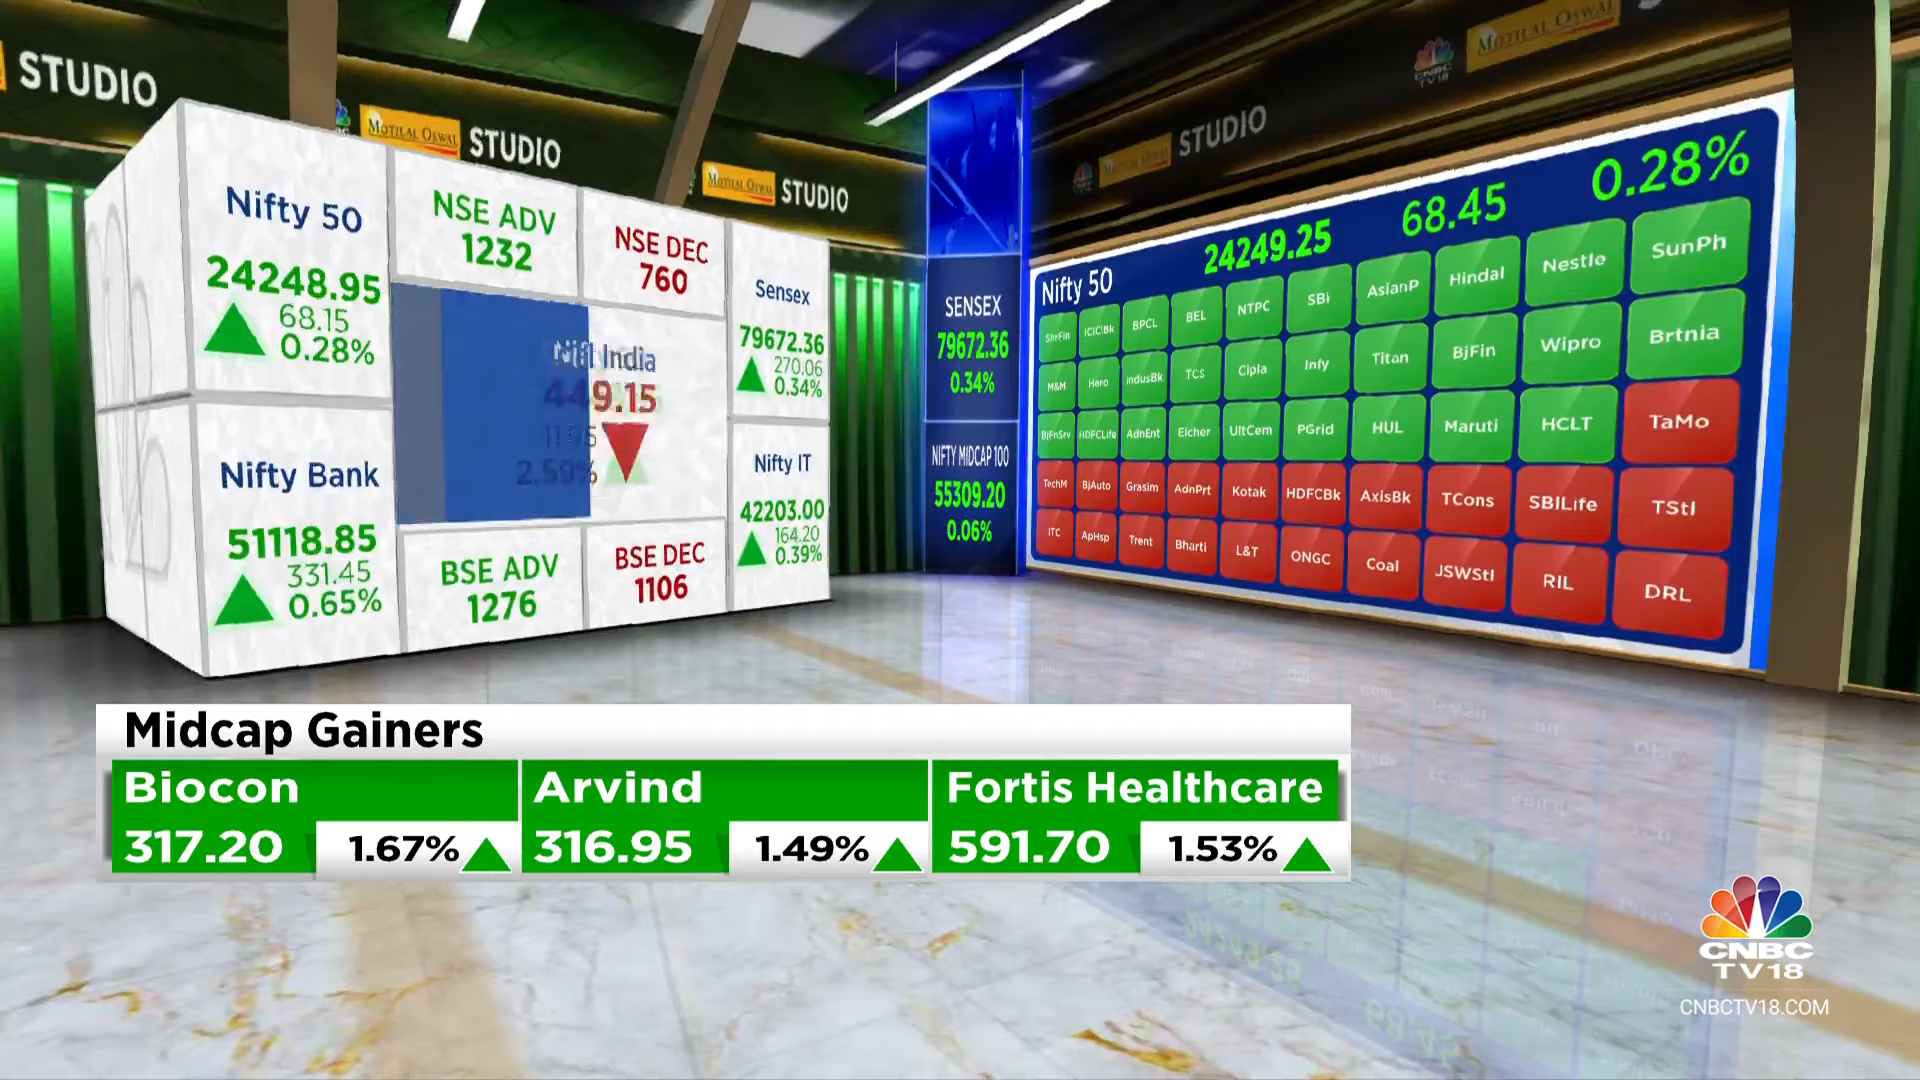 STUDIO
MOTILAL OSWAL STUDIO
MOTILAL OSWAL STUDIO
STUDIO
CNBC TV18 MOTILAL OSWAL
Nifty 50
24248.95
68.15
0.28%
NSE ADV
1232
NSE DEC
760
Sensex
79672.36
270.06
0.34%
India
449.15
2.59%
Nifty Bank
51118.85
331.45
0.65%
BSE ADV
1276
BSE DEC
1106
Nifty IT
42203.00
164.20
0.39%
SENSEX
79672.36
0.34%
NIFTY MIDCAP 100
55309.20
0.06%
Nifty 50 24249.25 68.45 0.28%
ShrFin ICICIBk BPCL BEL NTPC SBI AsianP Hindal Nestle SunPh
M&M Hero IndusBk TCS Cipla Infy Titan BjFin Wipro Brtnia
BjFnSrv HDFCLife AdnEnt Eicher UltCem PGrid HUL Maruti HCLT TaMo
TechM BjAuto Grasim AdnPrt Kotak HDFCBk AxisBk TCons SBILife TStl
ITC ApHsp Trent Bharti L&T ONGC Coal JSWStl RIL DRL
Midcap Gainers
Biocon
317.20 1.67%
Arvind
316.95 1.49%
Fortis Healthcare
591.70 1.53%
CNBC
TV18
CNBCTV18.COM